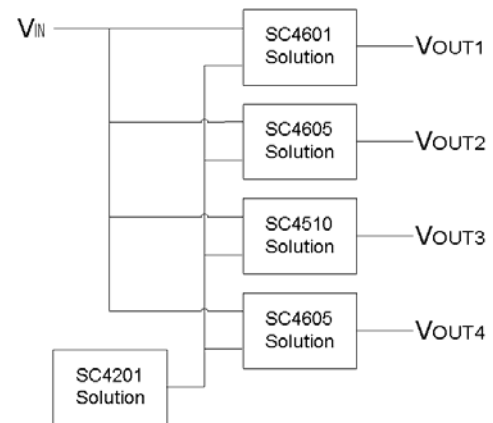 VIN
SC4601
Solution
VOUT1
SC4605
Solution
VOUT2
SC4510
Solution
VOUT3
SC4605
Solution
VOUT4
SC4201
Solution